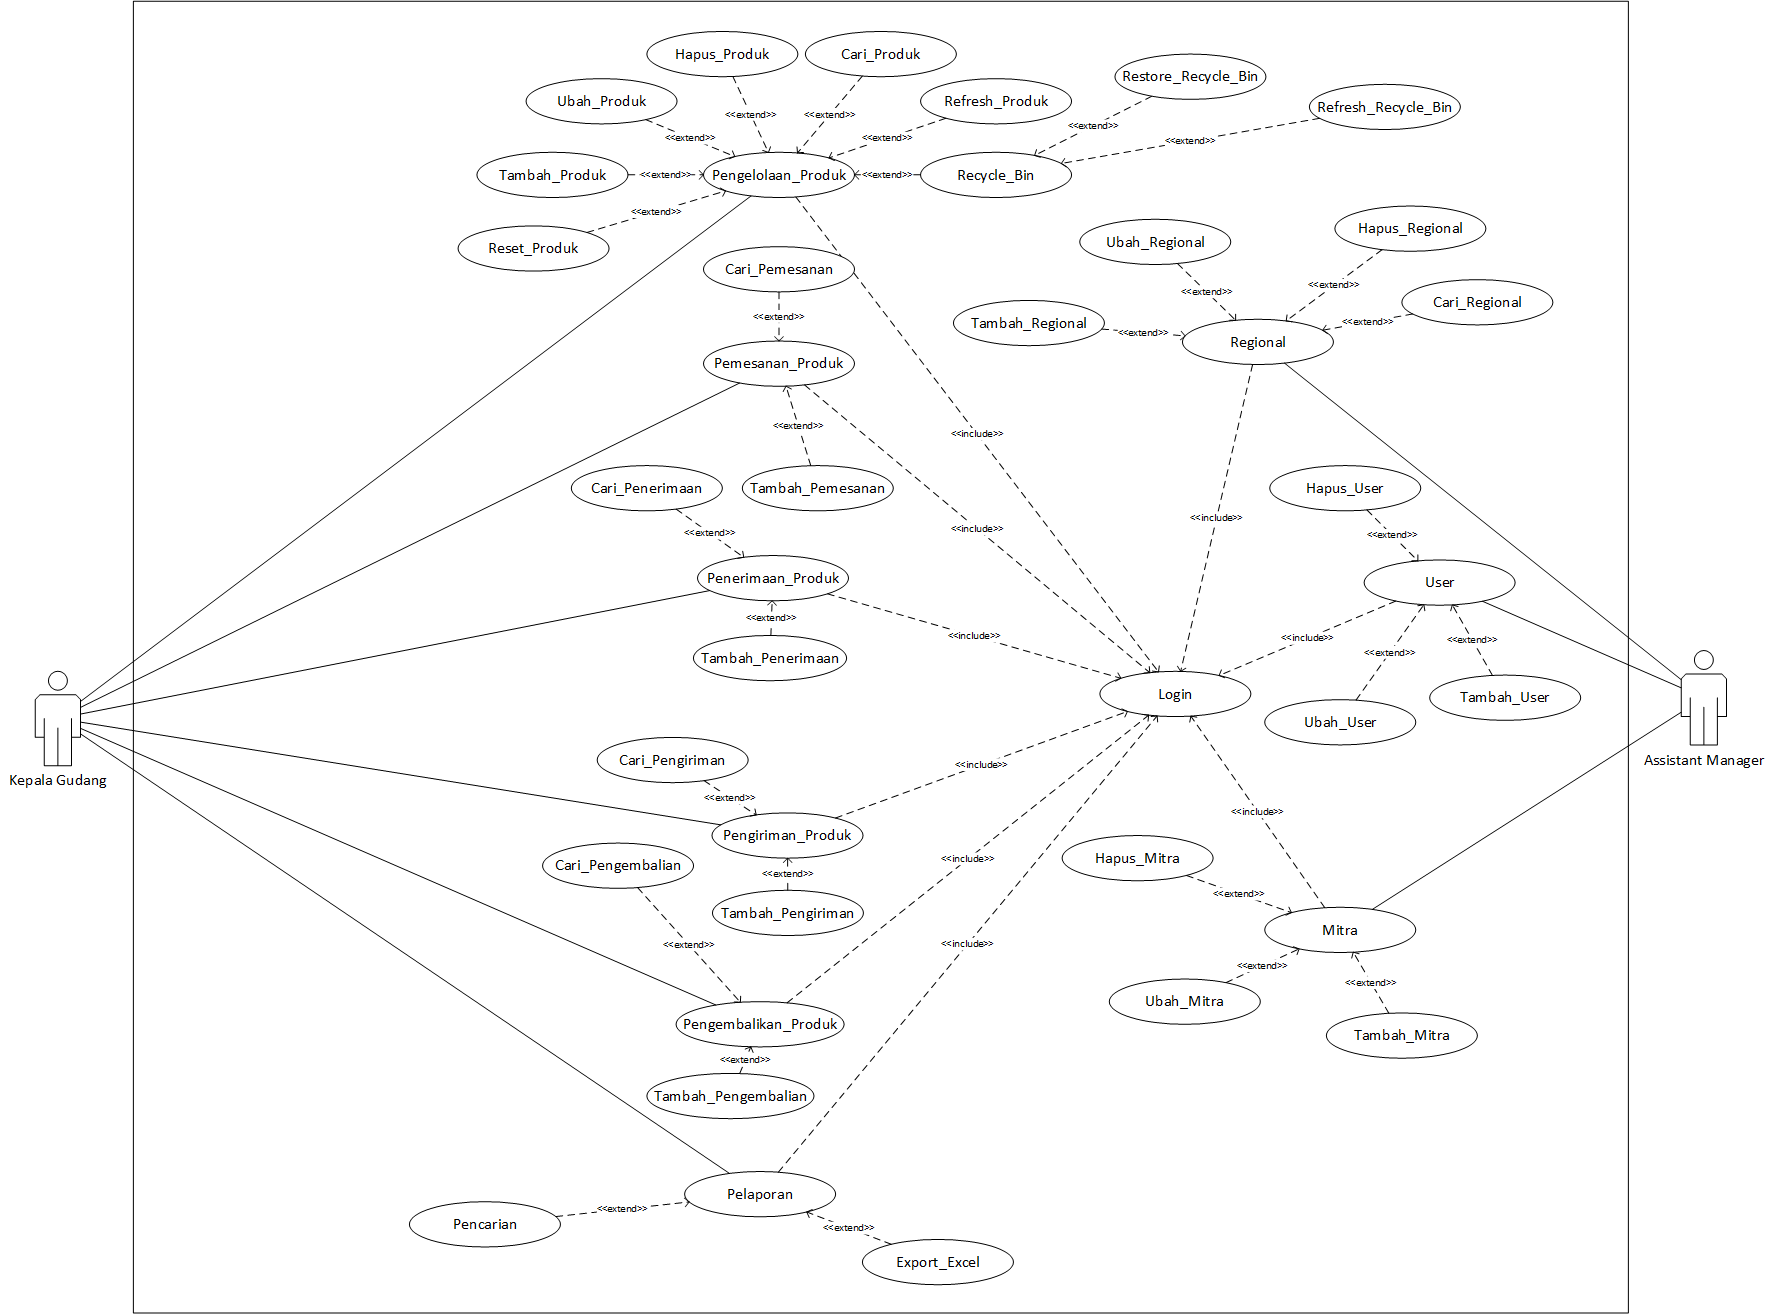 Hapus_Produk
Cari_Produk
Restore_Recycle_Bin
Ubah_Produk
Refresh_Produk
Refresh_Recycle_Bin
<<extend>>
<<extend>>
<<extend>>
<<extend>>
<<extend>>
<<extend>>
Tambah_Produk
<<extend>>
Pengelolaan_Produk
<<extend>>
Recycle_Bin
<<extend>>
Reset_Produk
Ubah_Regional
Hapus_Regional
Cari_Pemesanan
<<extend>>
<<extend>>
Cari_Regional
<<extend>>
Tambah_Regional
<<extend>>
<<extend>>
Regional
Pemesanan_Produk
<<extend>>
<<include>>
Cari_Penerimaan
Tambah_Pemesanan
Hapus_User
<<include>>
<<extend>>
<<include>>
<<extend>>
Penerimaan_Produk
User
<<extend>>
<<include>>
<<include>>
<<extend>>
<<extend>>
Tambah_Penerimaan
Login
Tambah_User
Ubah_User
Kepala Gudang
Assistant Manager
Cari_Pengiriman
<<include>>
<<extend>>
<<include>>
Pengiriman_Produk
Cari_Pengembalian
<<include>>
Hapus_Mitra
<<extend>>
<<extend>>
Tambah_Pengiriman
Mitra
<<extend>>
<<include>>
<<extend>>
<<extend>>
Ubah_Mitra
Pengembalikan_Produk
Tambah_Mitra
<<extend>>
Tambah_Pengembalian
Pelaporan
<<extend>>
Pencarian
<<extend>>
Export_Excel